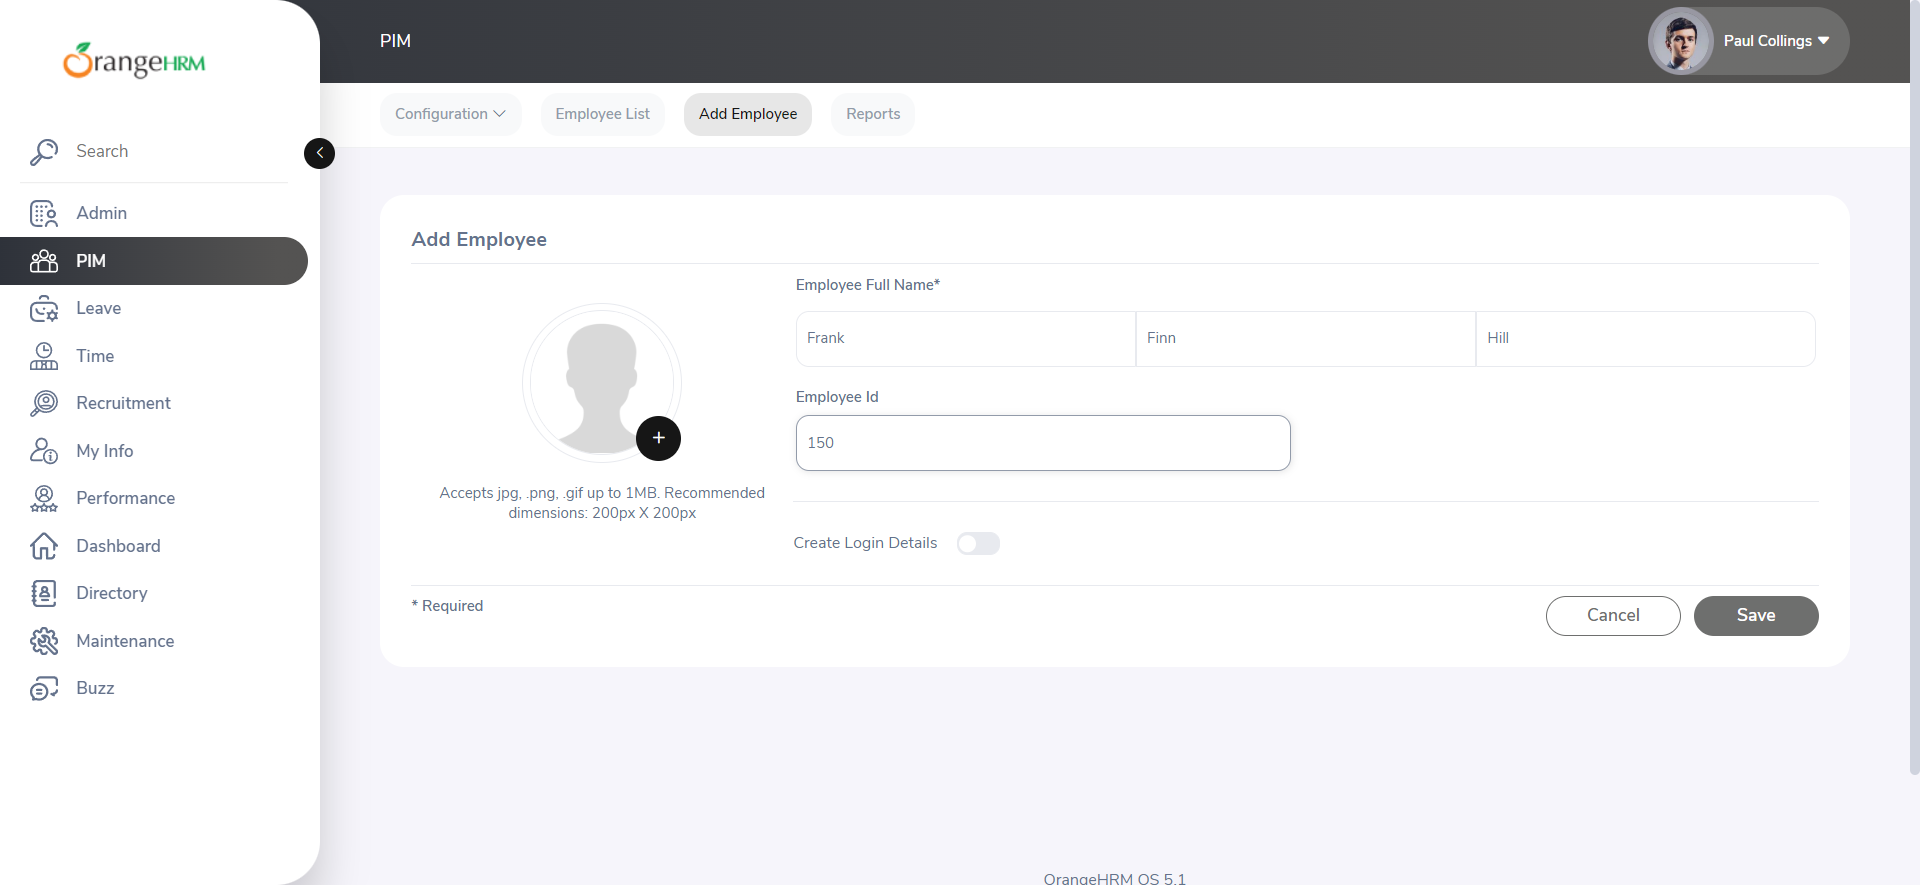 OrangeHRM
Search
Admin
PIM
Leave
Time
Recruitment
My Info
Performance
Dashboard
Directory
Maintenance
Buzz
PIM
Paul Collings
Configuration
Employee List
Add Employee
Reports
Add Employee
Accepts jpg, .png, .gif up to 1MB. Recommended
dimensions: 200px X 200px
Employee Full Name*
Frank
Finn
Hill
Employee Id
150
Create Login Details
* Required
Cancel
Save
OrangeHRM OS 5.1